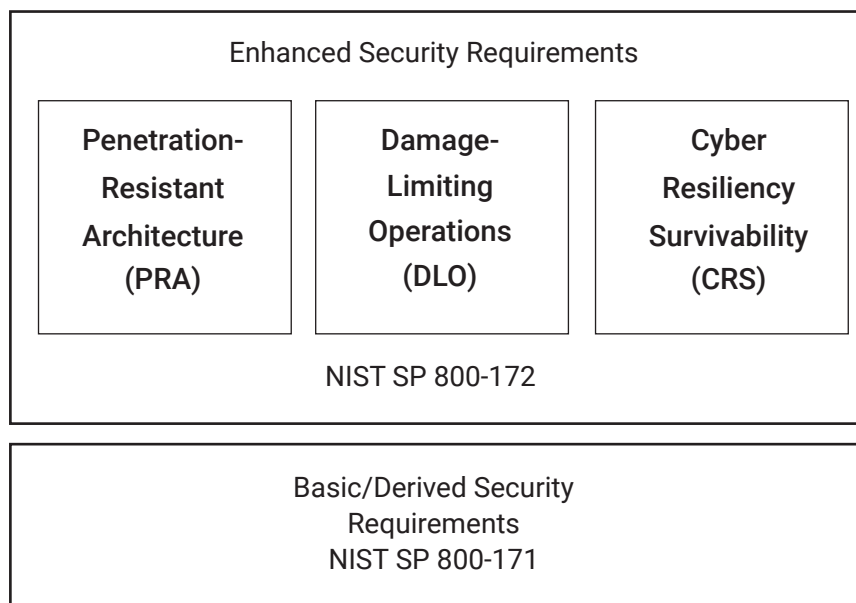 Enhanced Security Requirements
Penetration-
Resistant
Architecture
(PRA)
Damage-
Limiting
Operations
(DLO)
Cyber
Resiliency
Survivability
(CRS)
NIST SP 800-172
Basic/Derived Security
Requirements
NIST SP 800-171